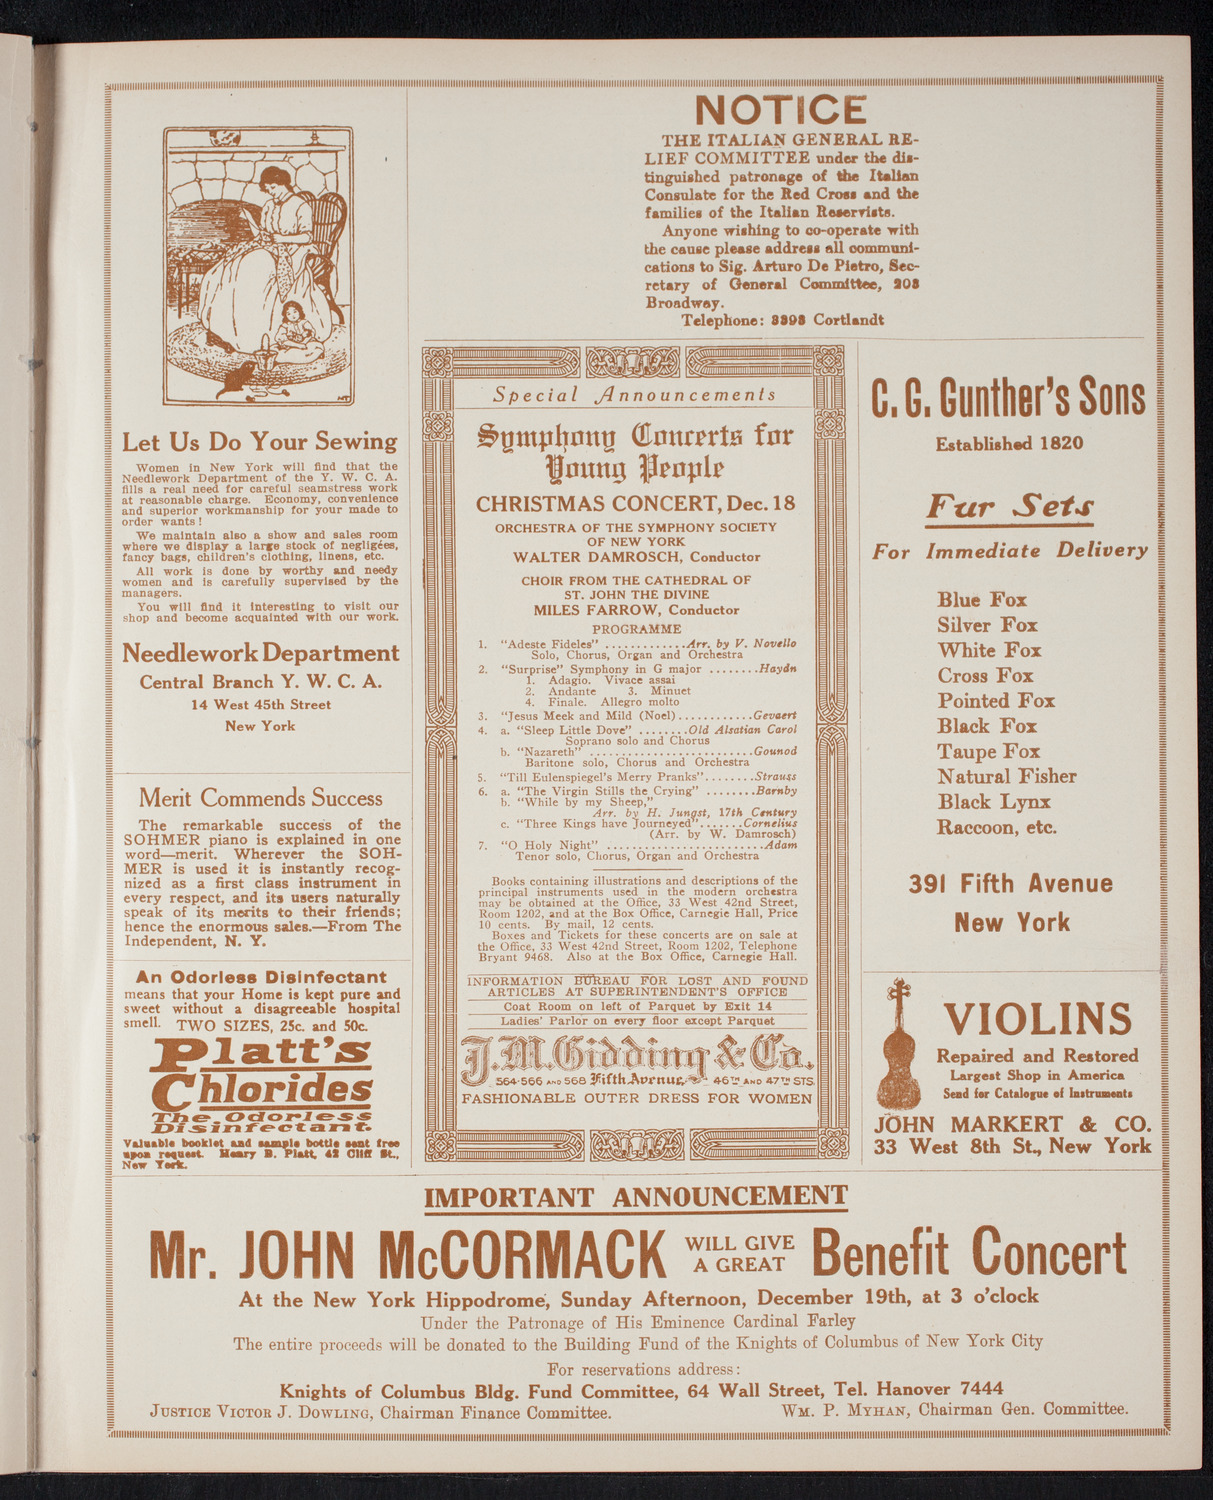 NOTICE
THE ITALIAN GENERAL RE-
LIEF COMMITTEE under the dis-
tinguished patronage of the Italian
Consulate for the Red Cross and the
families of the Italian Reservists.
Anyone wishing to co-operate with
the cause please address all communi-
cations to Sig. Arturo De Pietro, Sec-
retary of General Committee, 203
Broadway.
Telephone: 3393 Cortlandt
Let Us Do Your Sewing
Women in New York will find that the
Needlework Department of the Y. W. C. A.
fills a real need for careful seamstress work
at reasonable charge. Economy, convenience
and superior workmanship for your made to
order wants!
We maintain also a show and sales room
where we display a large stock of negligées,
fancy bags, children's clothing, linens, etc.
All work is done by worthy and needy
women and is carefully supervised by the
managers.
You will find it interesting to visit our
shop and become acquainted with our work.
Needlework Department
Central Branch Y. W. C. A.
14 West 45th Street
New York
Merit Commends Success
The remarkable success of the
SOHMER piano is explained in one
word—merit. Wherever the SOH-
MER is used it is instantly recog-
nized as a first class instrument in
every respect, and its users naturally
speak of its merits to their friends;
hence the enormous sales.—From The
Independent, N. Y.
An Odorless Disinfectant
means that your Home is kept pure and
sweet without a disagreeable hospital
smell. TWO SIZES, 25c. and 50c.
Platt's
Chlorides
The Odorless
Disinfectant.
Valuable booklet and sample bottle sent free
upon request. Henry B. Platt, 42 Cliff St.,
New York.
Special Announcements
Symphony Concerts for
Young People
CHRISTMAS CONCERT, Dec. 18
ORCHESTRA OF THE SYMPHONY SOCIETY
OF NEW YORK
WALTER DAMROSCH, Conductor
CHOIR FROM THE CATHEDRAL OF
ST. JOHN THE DIVINE
MILES FARROW, Conductor
PROGRAMME
1. "Adeste Fideles" .............Arr. by V. Novello
Solo, Chorus, Organ and Orchestra
2. "Surprise" Symphony in G major ........Haydn
1. Adagio. Vivace assai
2. Andante 3. Minuet
4. Finale. Allegro molto
3. "Jesus Meek and Mild (Noel)............Gevaert
4. a. "Sleep Little Dove" ........Old Alsatian Carol
Soprano solo and Chorus
b. "Nazareth" ..........................Gounod
Baritone solo, Chorus and Orchestra
5. "Till Eulenspiegel's Merry Pranks"........Strauss
6. a. "The Virgin Stills the Crying" ........Barnby
b. "While by my Sheep,"
Arr. by H. Jungst, 17th Century
c. "Three Kings have Journeyed".......Cornelius
(Arr. by W. Damrosch)
7. "O Holy Night" .........................Adam
Tenor solo, Chorus, Organ and Orchestra
Books containing illustrations and descriptions of the
principal instruments used in the modern orchestra
may be obtained at the Office, 33 West 42nd Street,
Room 1202, and at the Box Office, Carnegie Hall, Price
10 cents. By mail, 12 cents.
Boxes and Tickets for these concerts are on sale at
the Office, 33 West 42nd Street, Room 1202, Telephone
Bryant 9468. Also at the Box Office, Carnegie Hall.
INFORMATION BUREAU FOR LOST AND FOUND
ARTICLES AT SUPERINTENDENT'S OFFICE
Coat Room on left of Parquet by Exit 14
Ladies' Parlor on every floor except Parquet
J. M. Gidding & Co.
564-566 AND 568 Fifth Avenue, 46TH AND 47TH STS.
FASHIONABLE OUTER DRESS FOR WOMEN
C. G. Gunther's Sons
Established 1820
Fur Sets
For Immediate Delivery
Blue Fox
Silver Fox
White Fox
Cross Fox
Pointed Fox
Black Fox
Taupe Fox
Natural Fisher
Black Lynx
Raccoon, etc.
391 Fifth Avenue
New York
VIOLINS
Repaired and Restored
Largest Shop in America
Send for Catalogue of Instruments
JOHN MARKERT & CO.
33 West 8th St., New York
IMPORTANT ANNOUNCEMENT
Mr. JOHN McCORMACK WILL GIVE A GREAT Benefit Concert
At the New York Hippodrome, Sunday Afternoon, December 19th, at 3 o'clock
Under the Patronage of His Eminence Cardinal Farley
The entire proceeds will be donated to the Building Fund of the Knights of Columbus of New York City
For reservations address:
Knights of Columbus Bldg. Fund Committee, 64 Wall Street, Tel. Hanover 7444
JUSTICE VICTOR J. DOWLING, Chairman Finance Committee. WM. P. MYHAN, Chairman Gen. Committee.